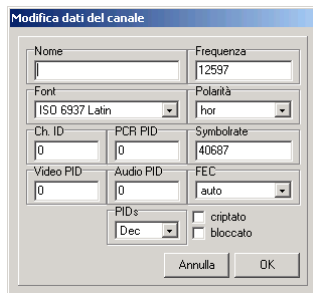 Modifica dati del canale
Nome Frequenza
12597
Font Polarità
ISO 6937 Latin hor
Ch. ID PCR PID Symbolrate
0 0 40687
Video PID Audio PID FEC
0 0 auto
PIDs
Dec criptato
bloccato
Annulla OK